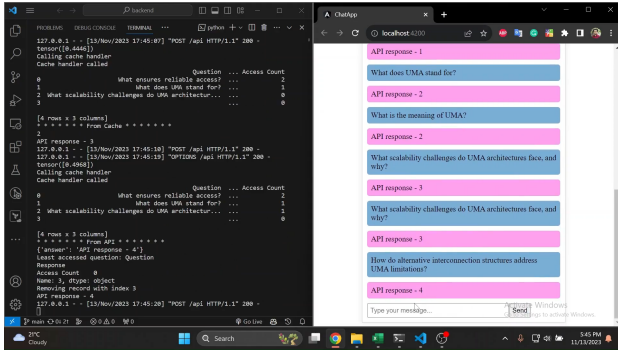 backend
PROBLEMS DEBUG CONSOLE TERMINAL ... python
127.0.0.1 - - [13/Nov/2023 17:45:07] "POST /api HTTP/1.1" 200 -
tensor([0.4446])
Calling cache handler
Cache handler called
Question ... Access Count
0 What ensures reliable access? ... 2
1 What does UMA stand for? ... 1
2 What scalability challenges do UMA architectur... ... 0
3 ... 0
[4 rows x 3 columns]
* * * * * * * From Cache * * * * * * *
2
API response - 3
127.0.0.1 - - [13/Nov/2023 17:45:10] "POST /api HTTP/1.1" 200 -
127.0.0.1 - - [13/Nov/2023 17:45:19] "OPTIONS /api HTTP/1.1" 200 -
tensor([0.4968])
Calling cache handler
Cache handler called
Question ... Access Count
0 What ensures reliable access? ... 2
1 What does UMA stand for? ... 1
2 What scalability challenges do UMA architectur... ... 1
3 ... 0
[4 rows x 3 columns]
* * * * * * * From API * * * * * * *
{'answer': 'API response - 4'}
Least accessed question: Question
Response
Access Count 0
Name: 3, dtype: object
Removing record with index 3
API response - 4
127.0.0.1 - - [13/Nov/2023 17:45:20] "POST /api HTTP/1.1" 200 -
main 0↓ 2↑ 0 0 0 Go Live
ChatApp
localhost:4200
API response - 1
What does UMA stand for?
API response - 2
What is the meaning of UMA?
API response - 2
What scalability challenges do UMA architectures face, and
why?
API response - 3
What scalability challenges do UMA architectures face, and
why?
API response - 3
How do alternative interconnection structures address
UMA limitations?
API response - 4
Type your message... Send
Activate Windows
to activate Windows.
21°C
Cloudy
Search
5:45 PM
11/13/2023